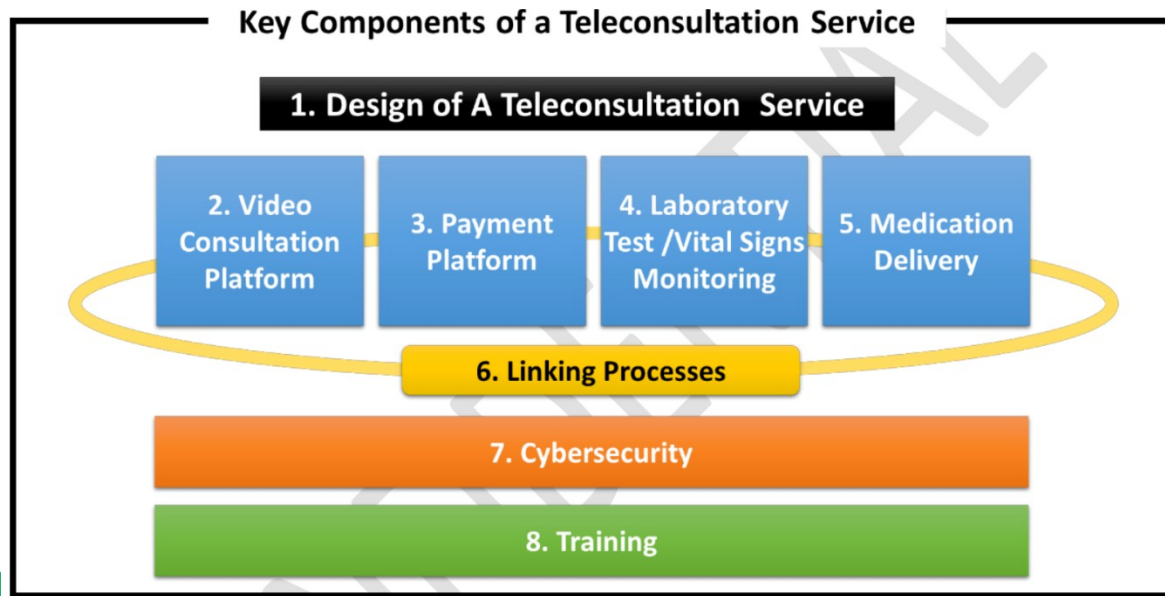 Key Components of a Teleconsultation Service
1. Design of A Teleconsultation Service
2. Video
Consultation
Platform
3. Payment
Platform
4. Laboratory
Test /Vital Signs
Monitoring
5. Medication
Delivery
6. Linking Processes
7. Cybersecurity
8. Training